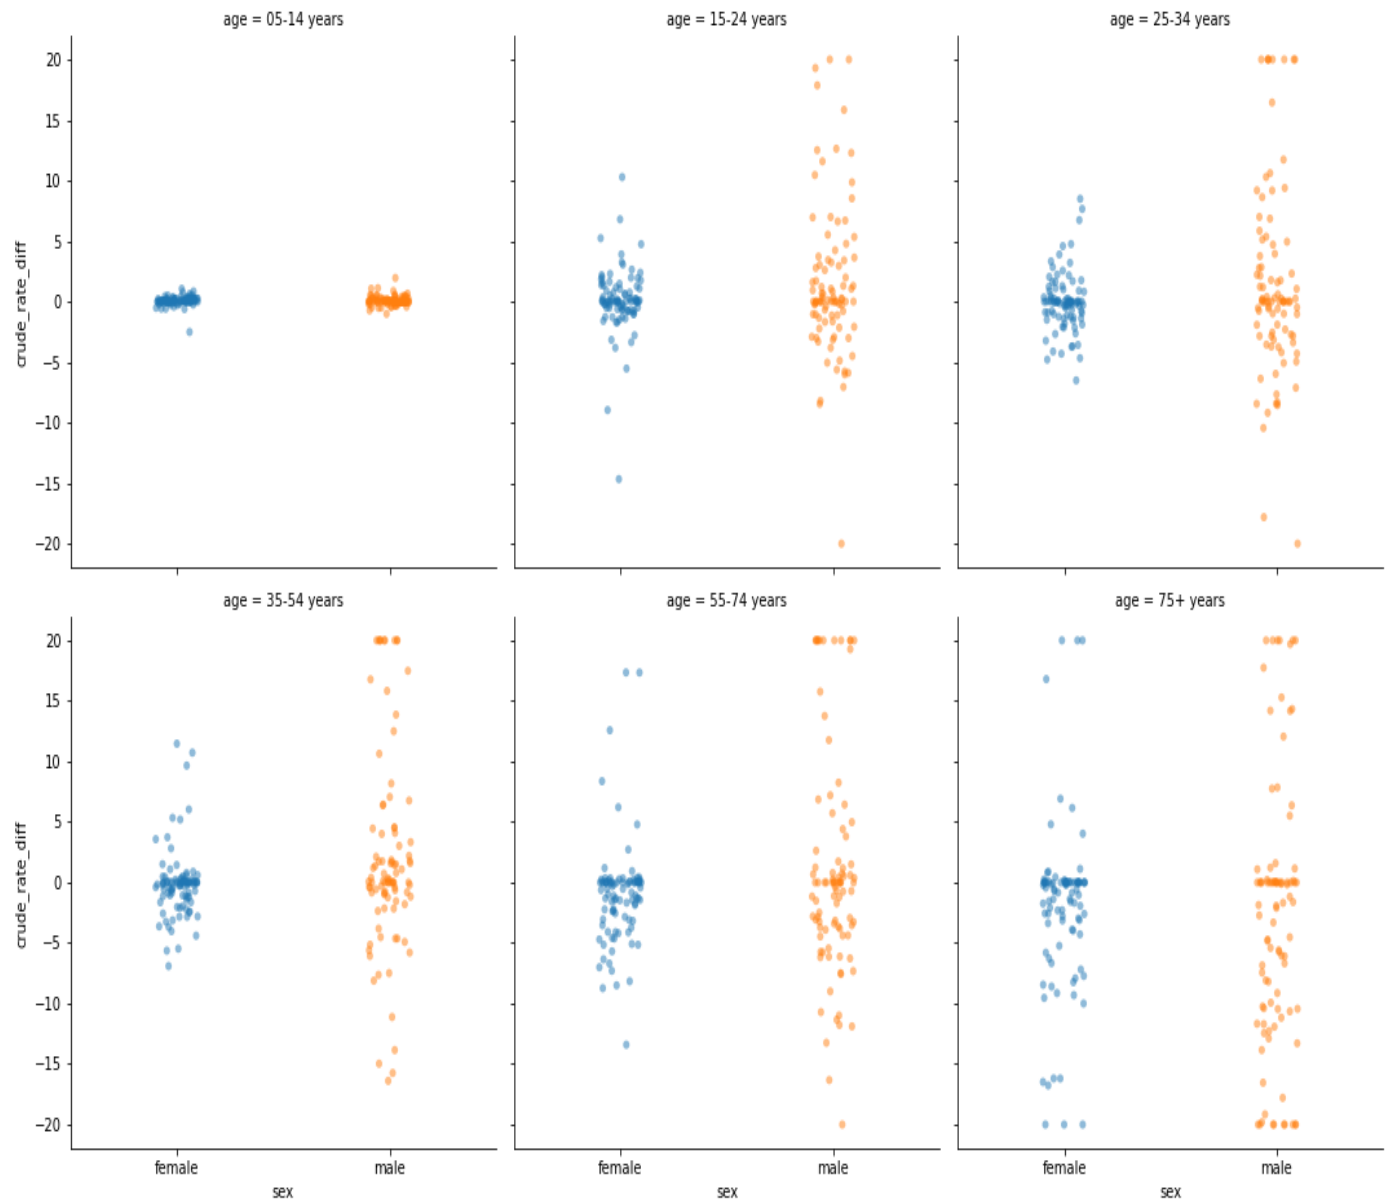 age = 05-14 years
age = 15-24 years
age = 25-34 years
crude_rate_diff
20
15
10
5
0
−5
−10
−15
−20
age = 35-54 years
age = 55-74 years
age = 75+ years
crude_rate_diff
20
15
10
5
0
−5
−10
−15
−20
female
male
female
male
female
male
sex
sex
sex